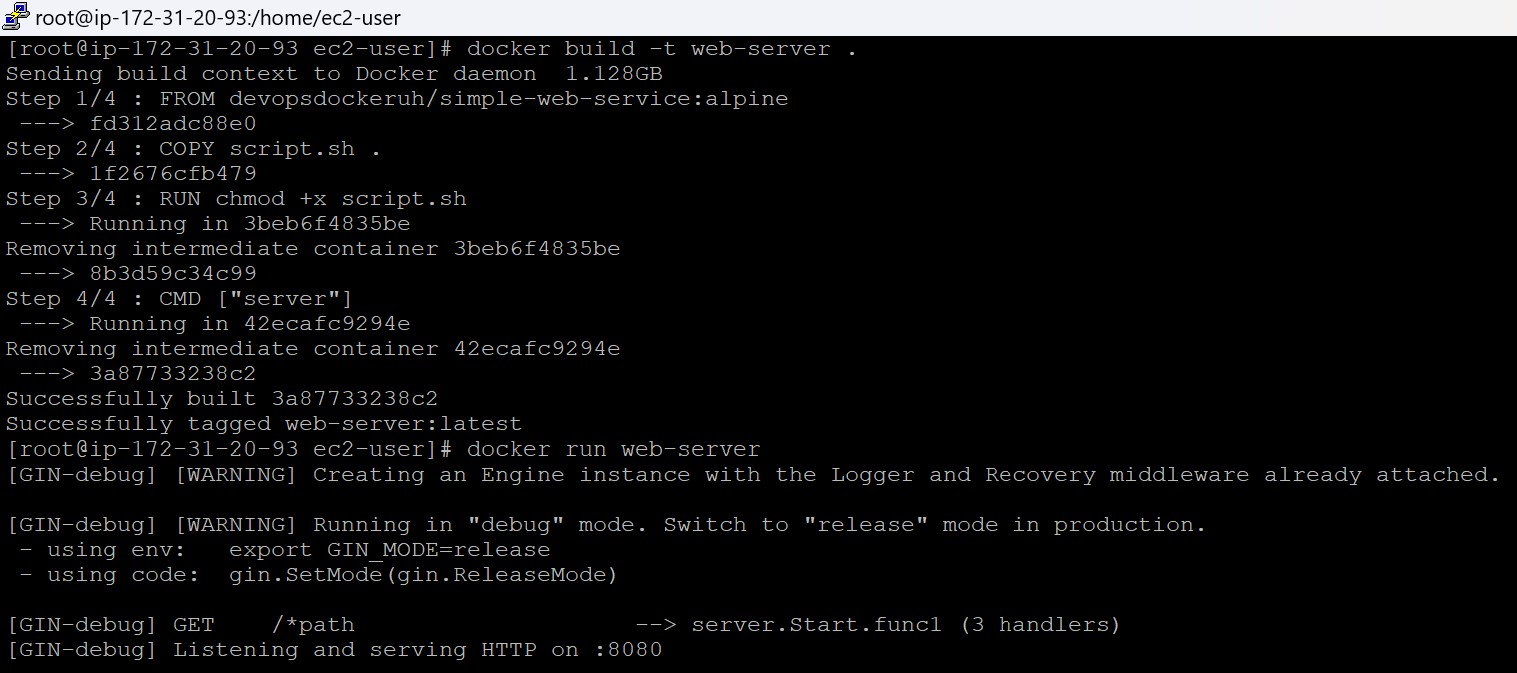 root@ip-172-31-20-93:/home/ec2-user
[root@ip-172-31-20-93 ec2-user]# docker build -t web-server .
Sending build context to Docker daemon  1.128GB
Step 1/4 : FROM devopsdockeruh/simple-web-service:alpine
 ---> fd312adc88e0
Step 2/4 : COPY script.sh .
 ---> 1f2676cfb479
Step 3/4 : RUN chmod +x script.sh
 ---> Running in 3beb6f4835be
Removing intermediate container 3beb6f4835be
 ---> 8b3d59c34c99
Step 4/4 : CMD ["server"]
 ---> Running in 42ecafc9294e
Removing intermediate container 42ecafc9294e
 ---> 3a87733238c2
Successfully built 3a87733238c2
Successfully tagged web-server:latest
[root@ip-172-31-20-93 ec2-user]# docker run web-server
[GIN-debug] [WARNING] Creating an Engine instance with the Logger and Recovery middleware already attached.
[GIN-debug] [WARNING] Running in "debug" mode. Switch to "release" mode in production.
 - using env:   export GIN_MODE=release
 - using code:  gin.SetMode(gin.ReleaseMode)
[GIN-debug] GET    /*path                    --> server.Start.func1 (3 handlers)
[GIN-debug] Listening and serving HTTP on :8080